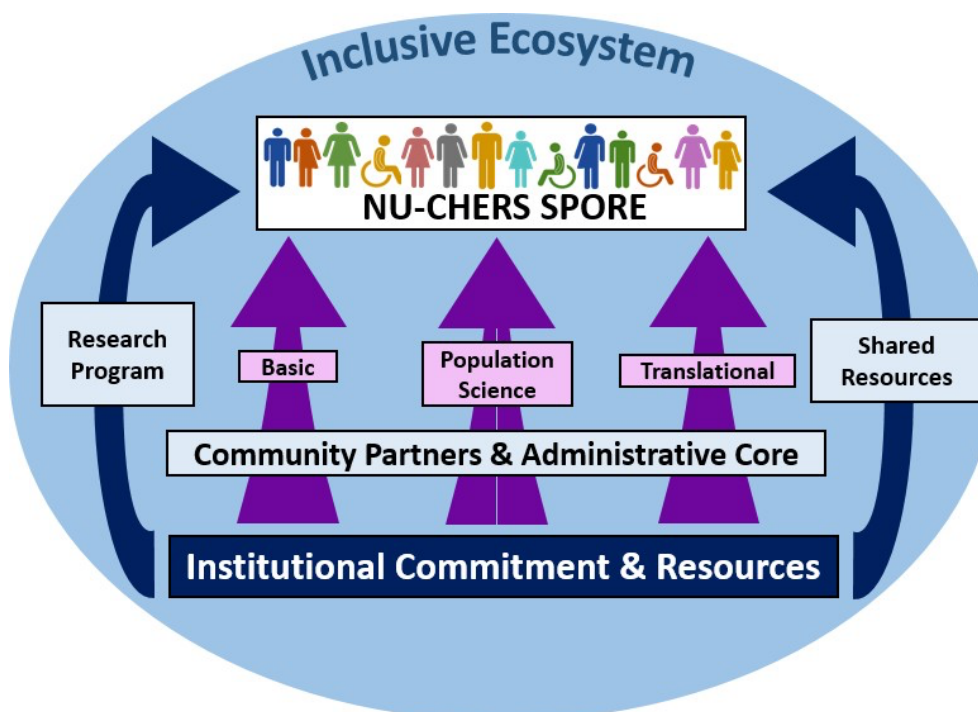 Inclusive Ecosystem
NU-CHERS SPORE
Research
Program
Basic
Population
Science
Translational
Shared
Resources
Community Partners & Administrative Core
Institutional Commitment & Resources